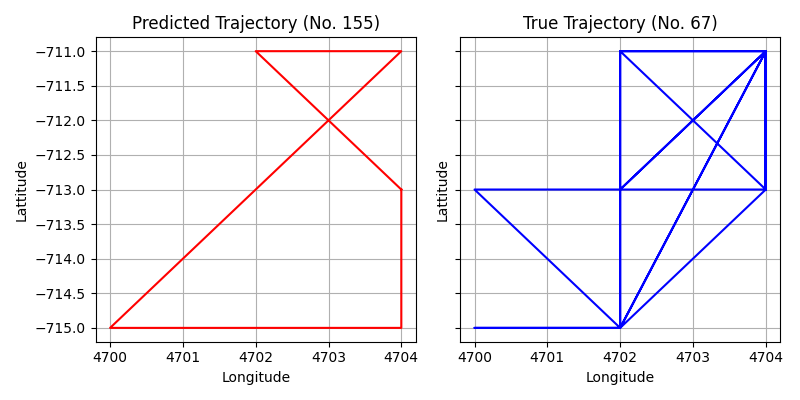 Predicted Trajectory (No. 155)
True Trajectory (No. 67)
−711.0
−711.5
−712.0
−712.5
−713.0
−713.5
−714.0
−714.5
−715.0
Lattitude
Lattitude
4700 4701 4702 4703 4704
4700 4701 4702 4703 4704
Longitude
Longitude